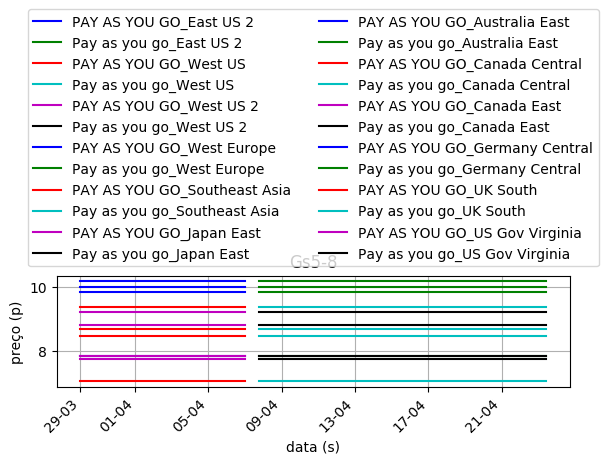 PAY AS YOU GO_East US 2
Pay as you go_East US 2
PAY AS YOU GO_West US
Pay as you go_West US
PAY AS YOU GO_West US 2
Pay as you go_West US 2
PAY AS YOU GO_West Europe
Pay as you go_West Europe
PAY AS YOU GO_Southeast Asia
Pay as you go_Southeast Asia
PAY AS YOU GO_Japan East
Pay as you go_Japan East
PAY AS YOU GO_Australia East
Pay as you go_Australia East
PAY AS YOU GO_Canada Central
Pay as you go_Canada Central
PAY AS YOU GO_Canada East
Pay as you go_Canada East
PAY AS YOU GO_Germany Central
Pay as you go_Germany Central
PAY AS YOU GO_UK South
Pay as you go_UK South
PAY AS YOU GO_US Gov Virginia
Pay as you go_US Gov Virginia
Gs5-8
preço (p)
10
8
29-03
01-04
05-04
09-04
13-04
17-04
21-04
data (s)